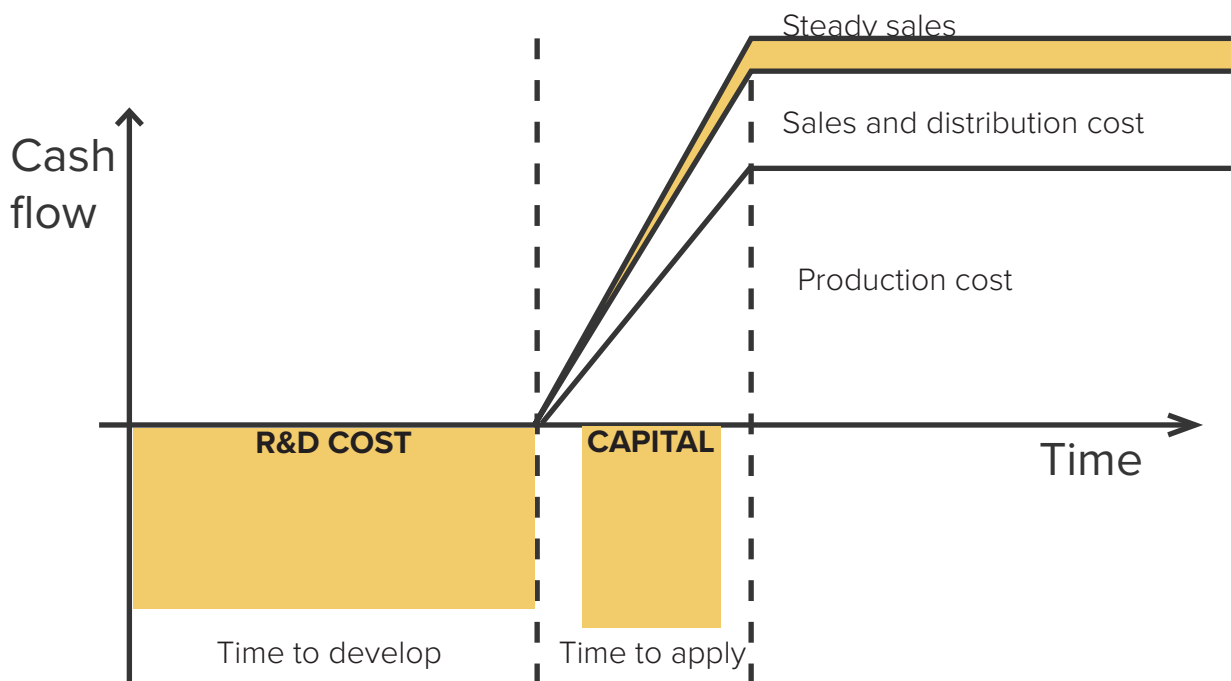 Steady sales
Sales and distribution cost
Cash
flow
Production cost
R&D COST
CAPITAL
Time
Time to develop
Time to apply